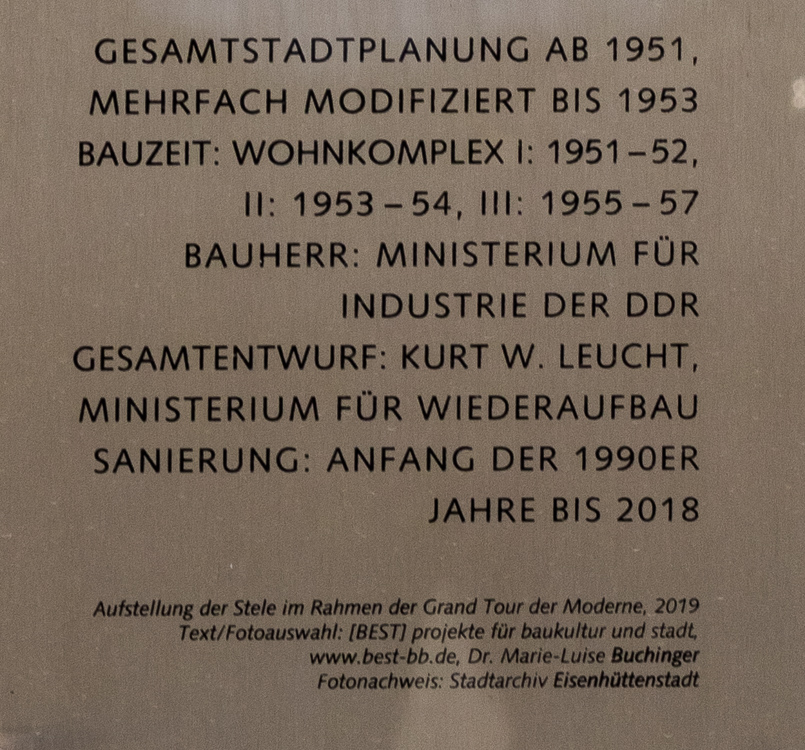 GESAMTSTADTPLANUNG AB 1951,
MEHRFACH MODIFIZIERT BIS 1953
BAUZEIT: WOHNKOMPLEX I: 1951–52,
II: 1953–54, III: 1955–57
BAUHERR: MINISTERIUM FÜR
INDUSTRIE DER DDR
GESAMTENTWURF: KURT W. LEUCHT,
MINISTERIUM FÜR WIEDERAUFBAU
SANIERUNG: ANFANG DER 1990ER
JAHRE BIS 2018
Aufstellung der Stele im Rahmen der Grand Tour der Moderne, 2019
Text/Fotoauswahl: [BEST] projekte für baukultur und stadt,
www.best-bb.de, Dr. Marie-Luise Buchinger
Fotonachweis: Stadtarchiv Eisenhüttenstadt